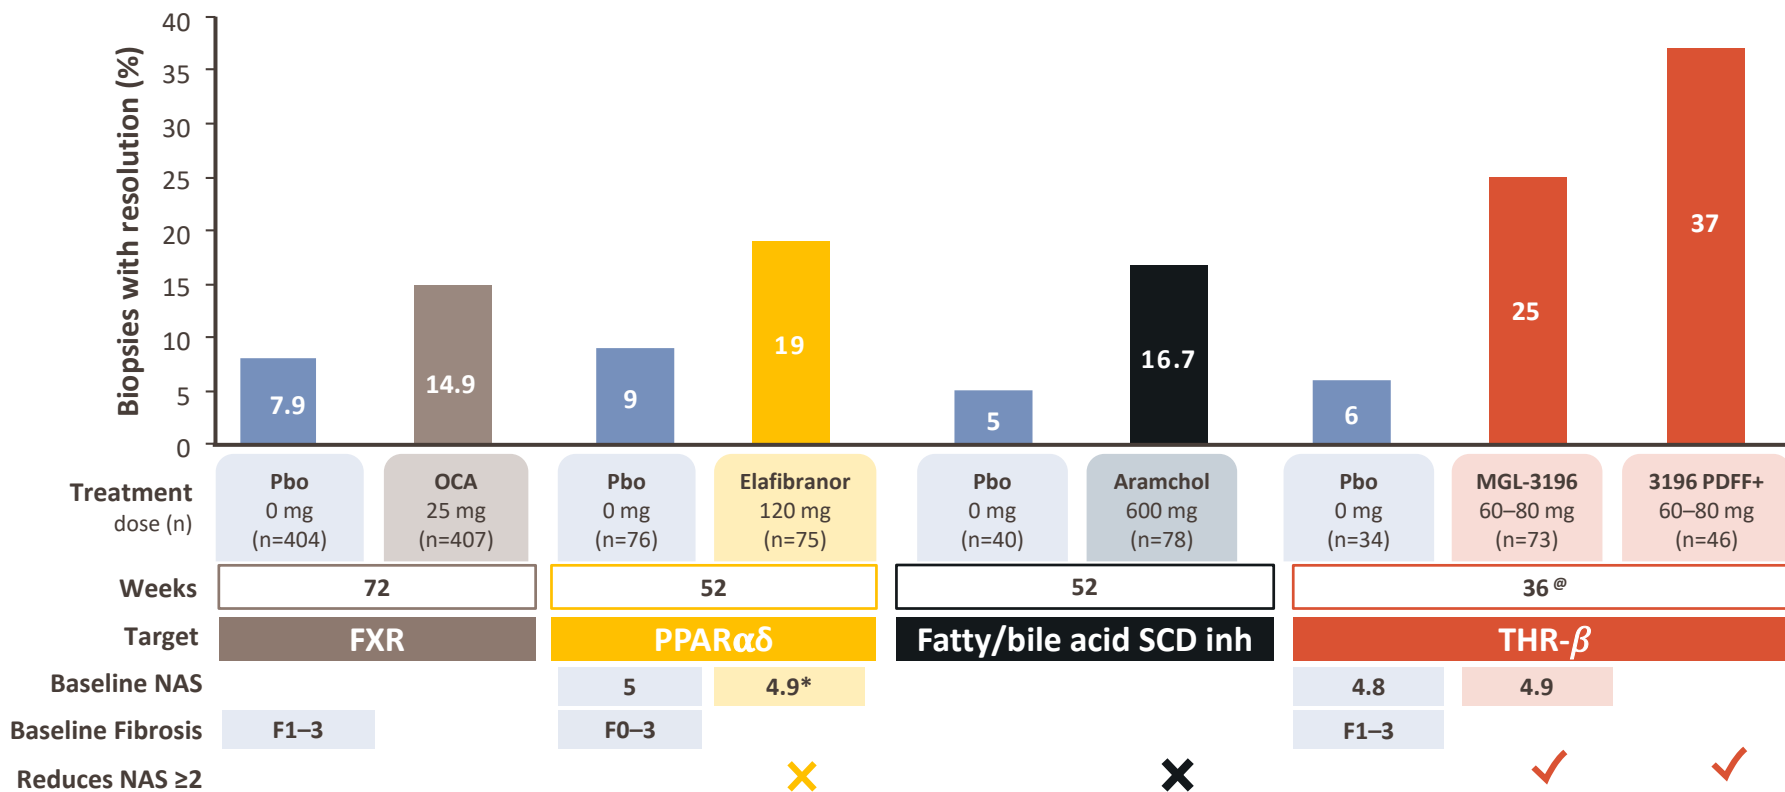 Biopsies with resolution (%)
40
35
30
25
20
15
10
5
0
7.9
14.9
9
19
5
16.7
6
25
37
Treatment
dose (n)
Pbo
0 mg
(n=404)
OCA
25 mg
(n=407)
Pbo
0 mg
(n=76)
Elafibranor
120 mg
(n=75)
Pbo
0 mg
(n=40)
Aramchol
600 mg
(n=78)
Pbo
0 mg
(n=34)
MGL-3196
60–80 mg
(n=73)
3196 PDFF+
60–80 mg
(n=46)
Weeks
72
52
52
36 @
Target
FXR
PPARαδ
Fatty/bile acid SCD inh
THR-β
Baseline NAS
5
4.9*
4.8
4.9
Baseline Fibrosis
F1–3
F0–3
F1–3
Reduces NAS ≥2